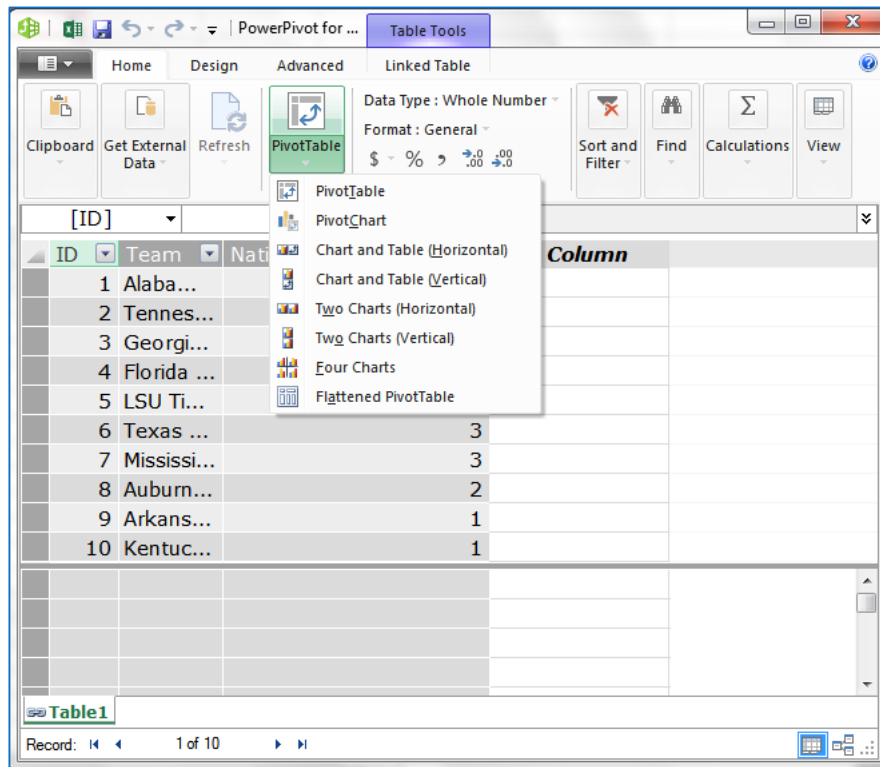 PowerPivot for ... Table Tools
Home Design Advanced Linked Table
Clipboard Get External Data Refresh PivotTable Data Type : Whole Number Sort and Filter Find Calculations View
Format : General
$ % , .00 .00
[ID]
ID Team Nati Column
1 Alaba...
2 Tennes...
3 Georgi...
4 Florida ...
5 LSU Ti...
6 Texas ... 3
7 Mississi... 3
8 Auburn... 2
9 Arkans... 1
10 Kentuc... 1
PivotTable
PivotChart
Chart and Table (Horizontal)
Chart and Table (Vertical)
Two Charts (Horizontal)
Two Charts (Vertical)
Four Charts
Flattened PivotTable
Table1
Record: 1 of 10